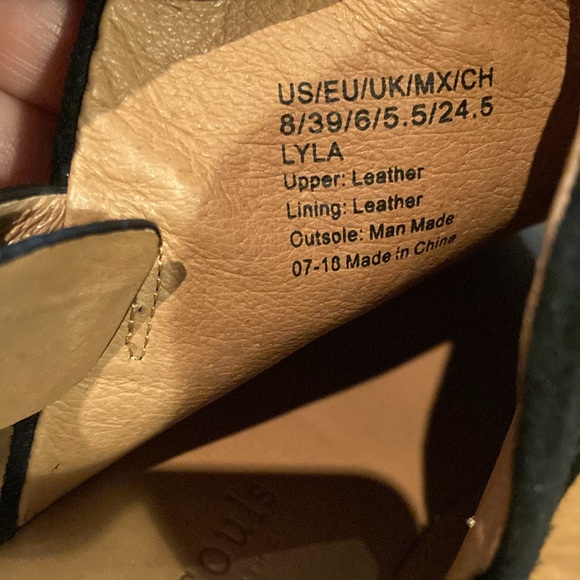 US/EU/UK/MX/CH
8/39/6/5.5/24.5
LYLA
Upper: Leather
Lining: Leather
Outsole: Man Made
07-18 Made in China
souls